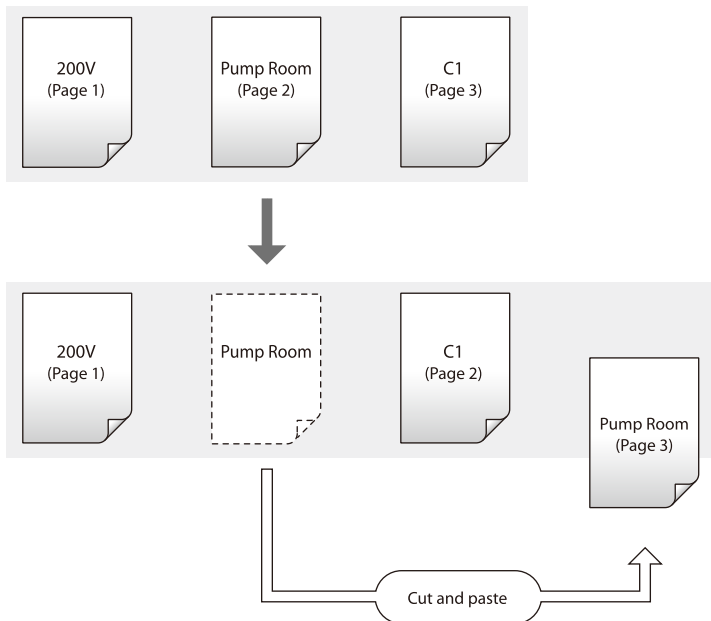 200V
(Page 1)
Pump Room
(Page 2)
C1
(Page 3)
200V
(Page 1)
Pump Room
C1
(Page 2)
Pump Room
(Page 3)
Cut and paste